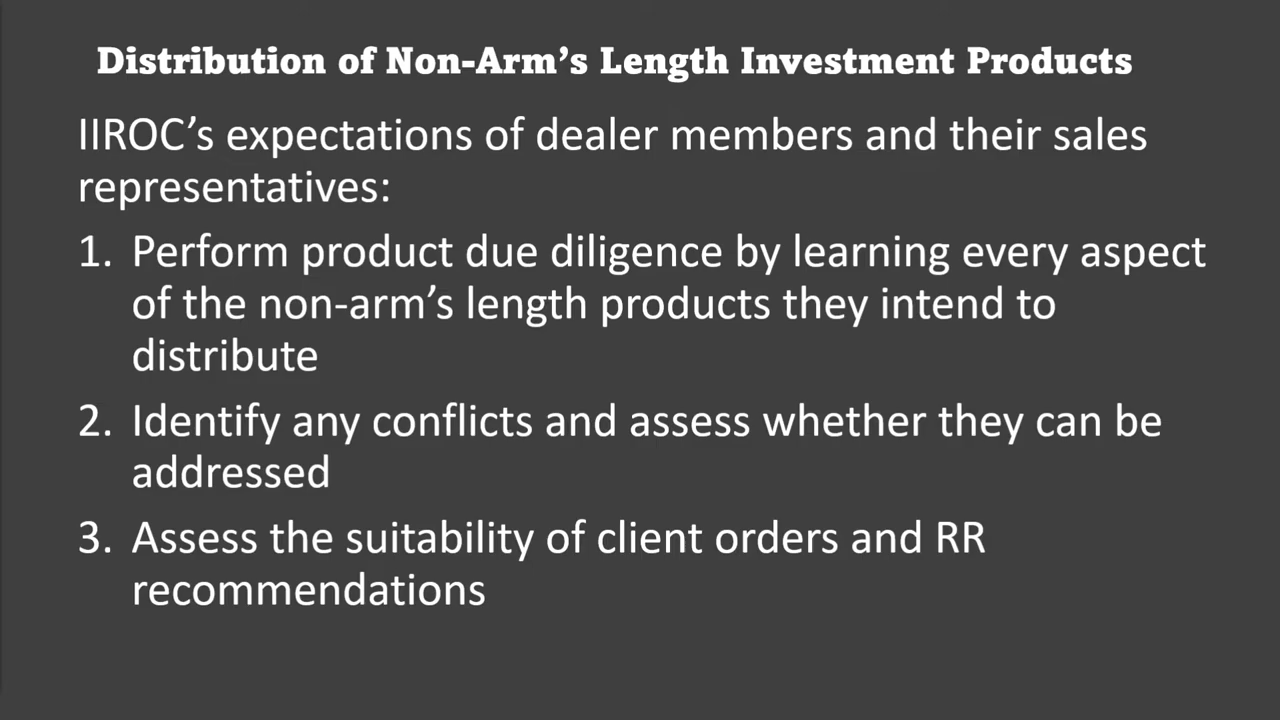 Distribution of Non-Arm’s Length Investment Products
IIROC’s expectations of dealer members and their sales
representatives:
1. Perform product due diligence by learning every aspect
of the non-arm’s length products they intend to
distribute
2. Identify any conflicts and assess whether they can be
addressed
3. Assess the suitability of client orders and RR
recommendations